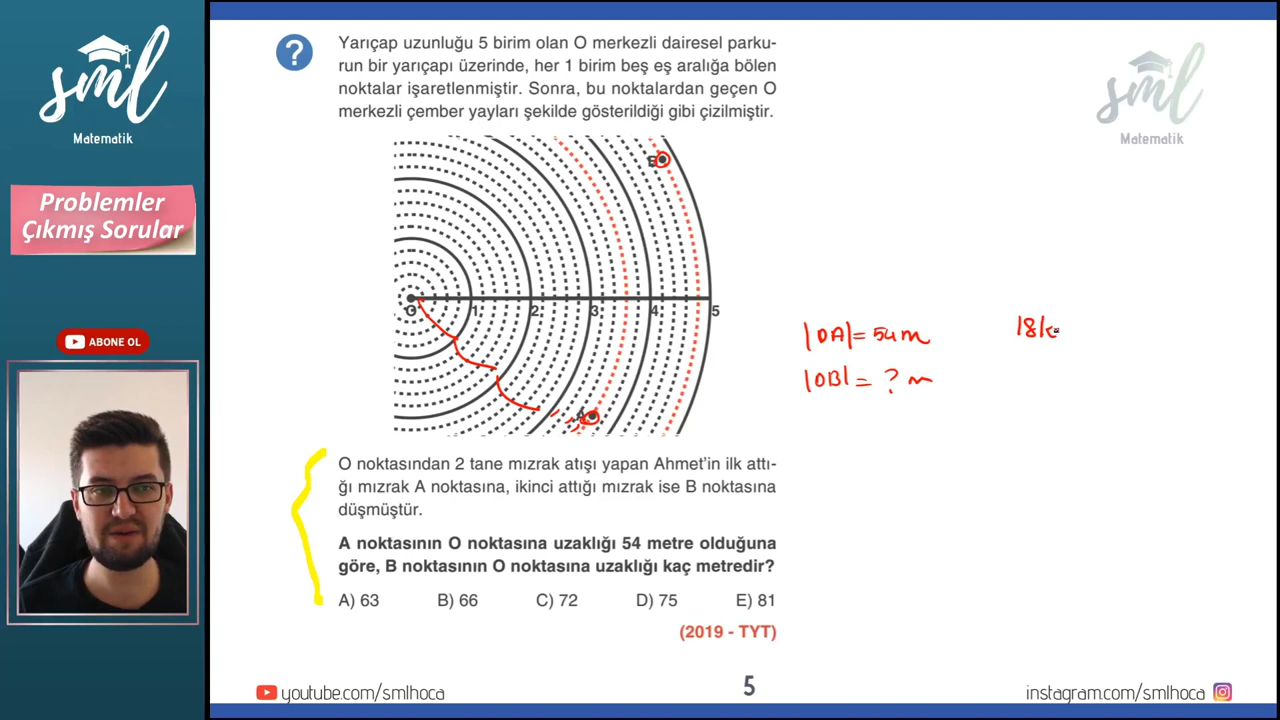 sml
Matematik
Problemler
Çıkmış Sorular
ABONE OL
?
Yarıçap uzunluğu 5 birim olan O merkezli dairesel parku-
run bir yarıçapı üzerinde, her 1 birim beş eş aralığa bölen
noktalar işaretlenmiştir. Sonra, bu noktalardan geçen O
merkezli çember yayları şekilde gösterildiği gibi çizilmiştir.
sml
Matematik
B
O 1 2 3 4 5
A
|OA| = 54 m
18k
|OB| = ? m
O noktasından 2 tane mızrak atışı yapan Ahmet'in ilk attı-
ğı mızrak A noktasına, ikinci attığı mızrak ise B noktasına
düşmüştür.
A noktasının O noktasına uzaklığı 54 metre olduğuna
göre, B noktasının O noktasına uzaklığı kaç metredir?
A) 63 B) 66 C) 72 D) 75 E) 81
(2019 - TYT)
youtube.com/smlhoca
5
instagram.com/smlhoca